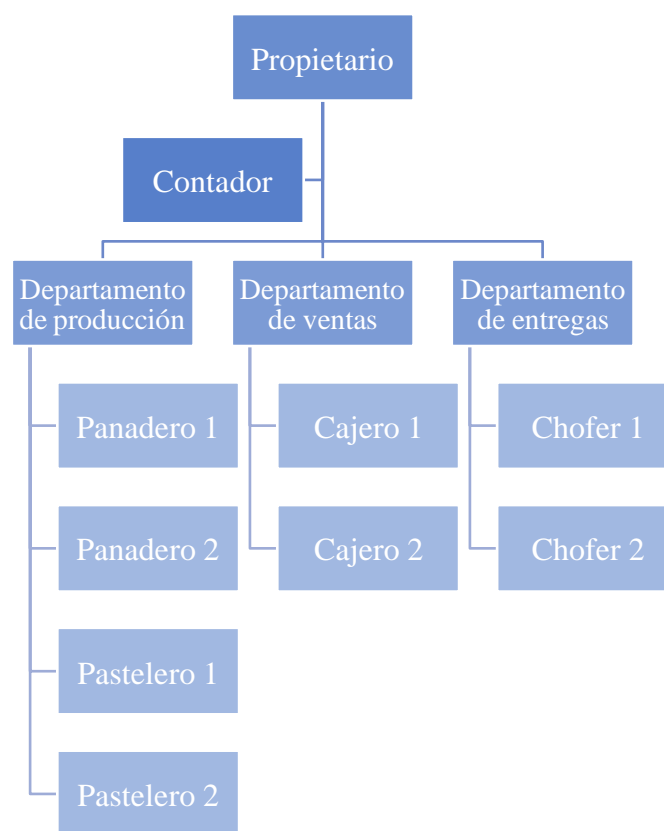 Propietario
Contador
Departamento
de producción
Departamento
de ventas
Departamento
de entregas
Panadero 1
Cajero 1
Chofer 1
Panadero 2
Cajero 2
Chofer 2
Pastelero 1
Pastelero 2